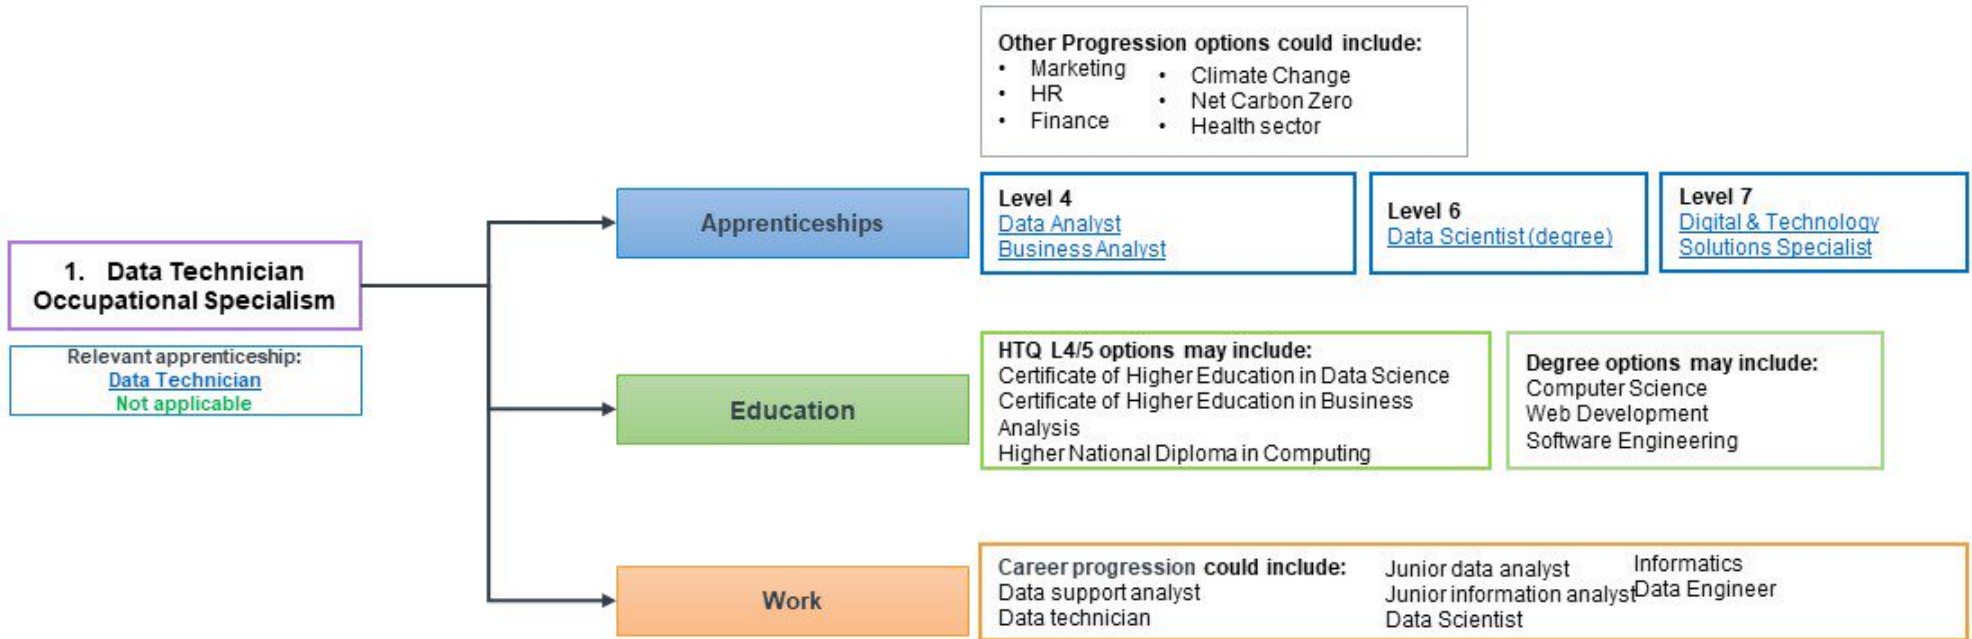 Other Progression options could include:
• Marketing
• HR
• Finance
• Climate Change
• Net Carbon Zero
• Health sector
1. Data Technician
Occupational Specialism
Relevant apprenticeship:
Data Technician
Not applicable
Apprenticeships
Level 4
Data Analyst
Business Analyst
Level 6
Data Scientist (degree)
Level 7
Digital & Technology
Solutions Specialist
Education
HTQ L4/5 options may include:
Certificate of Higher Education in Data Science
Certificate of Higher Education in Business
Analysis
Higher National Diploma in Computing
Degree options may include:
Computer Science
Web Development
Software Engineering
Work
Career progression could include:
Data support analyst
Data technician
Junior data analyst
Junior information analyst
Data Scientist
Informatics
Data Engineer